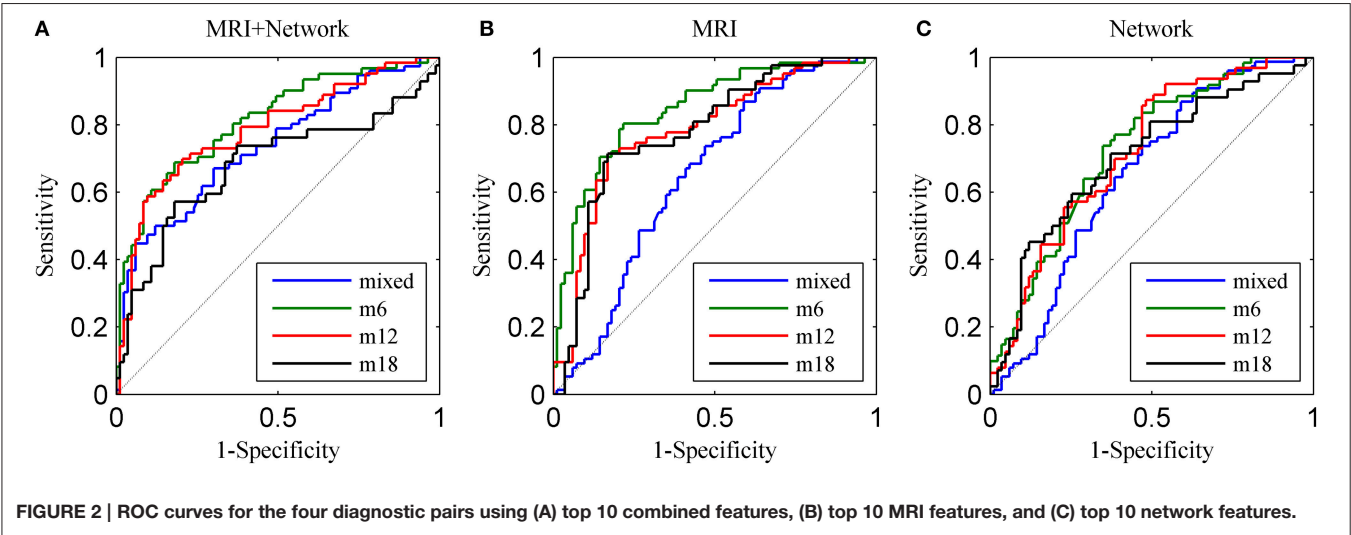 A
MRI+Network
Sensitivity
1
0.8
0.6
0.4
0.2
0
0
0.5
1
1-Specificity
mixed
m6
m12
m18
B
MRI
Sensitivity
1
0.8
0.6
0.4
0.2
0
0
0.5
1
1-Specificity
mixed
m6
m12
m18
C
Network
Sensitivity
1
0.8
0.6
0.4
0.2
0
0
0.5
1
1-Specificity
mixed
m6
m12
m18
FIGURE 2 | ROC curves for the four diagnostic pairs using (A) top 10 combined features, (B) top 10 MRI features, and (C) top 10 network features.